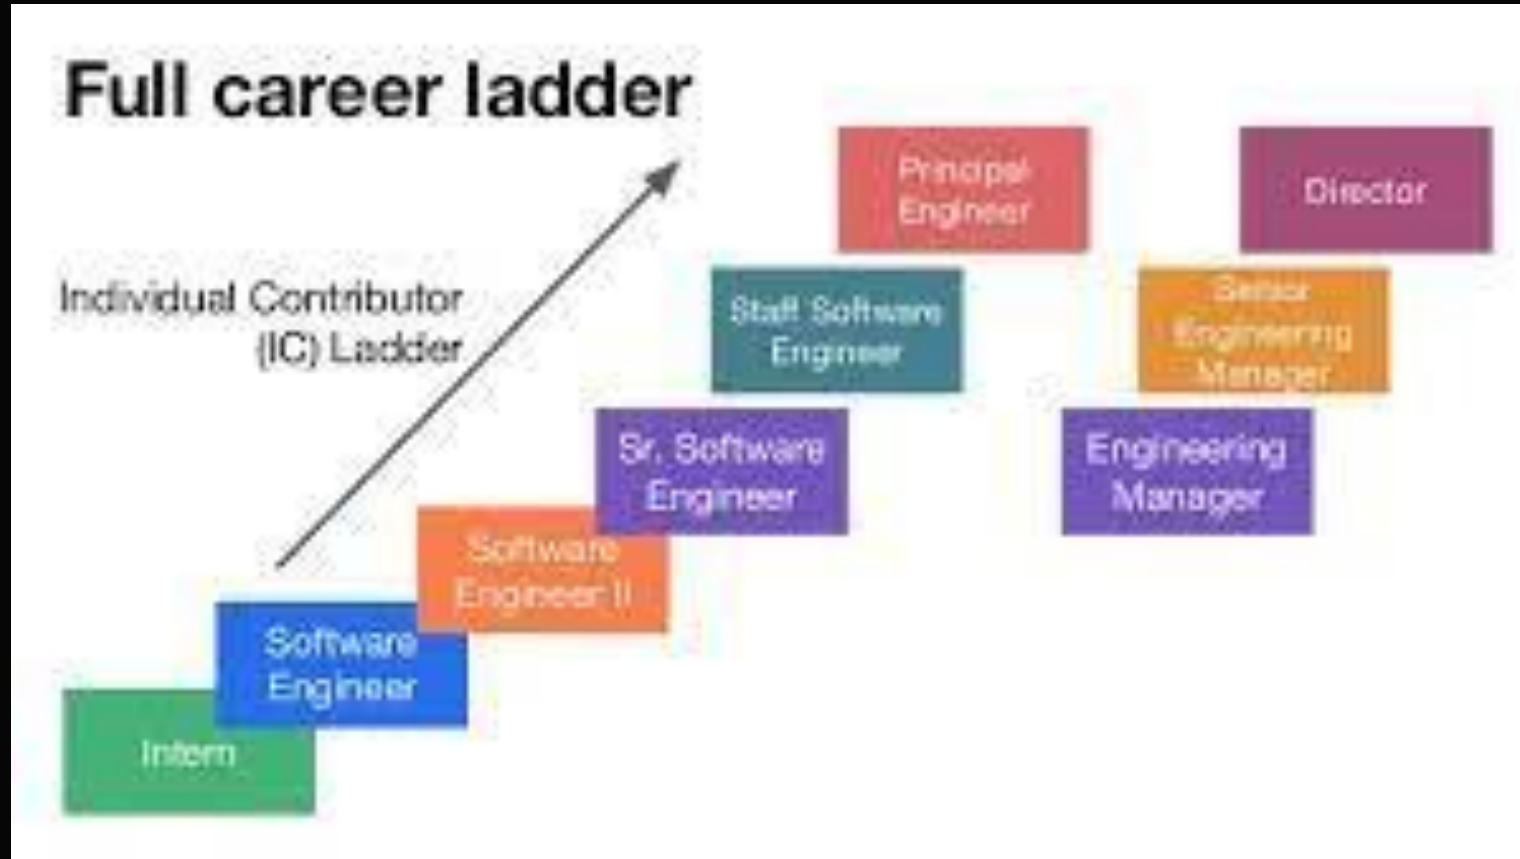 Full career ladder
Individual Contributor
(IC) Ladder
Principal
Engineer
Director
Staff Software
Engineer
Senior
Engineering
Manager
Sr. Software
Engineer
Engineering
Manager
Software
Engineer II
Software
Engineer
Intern